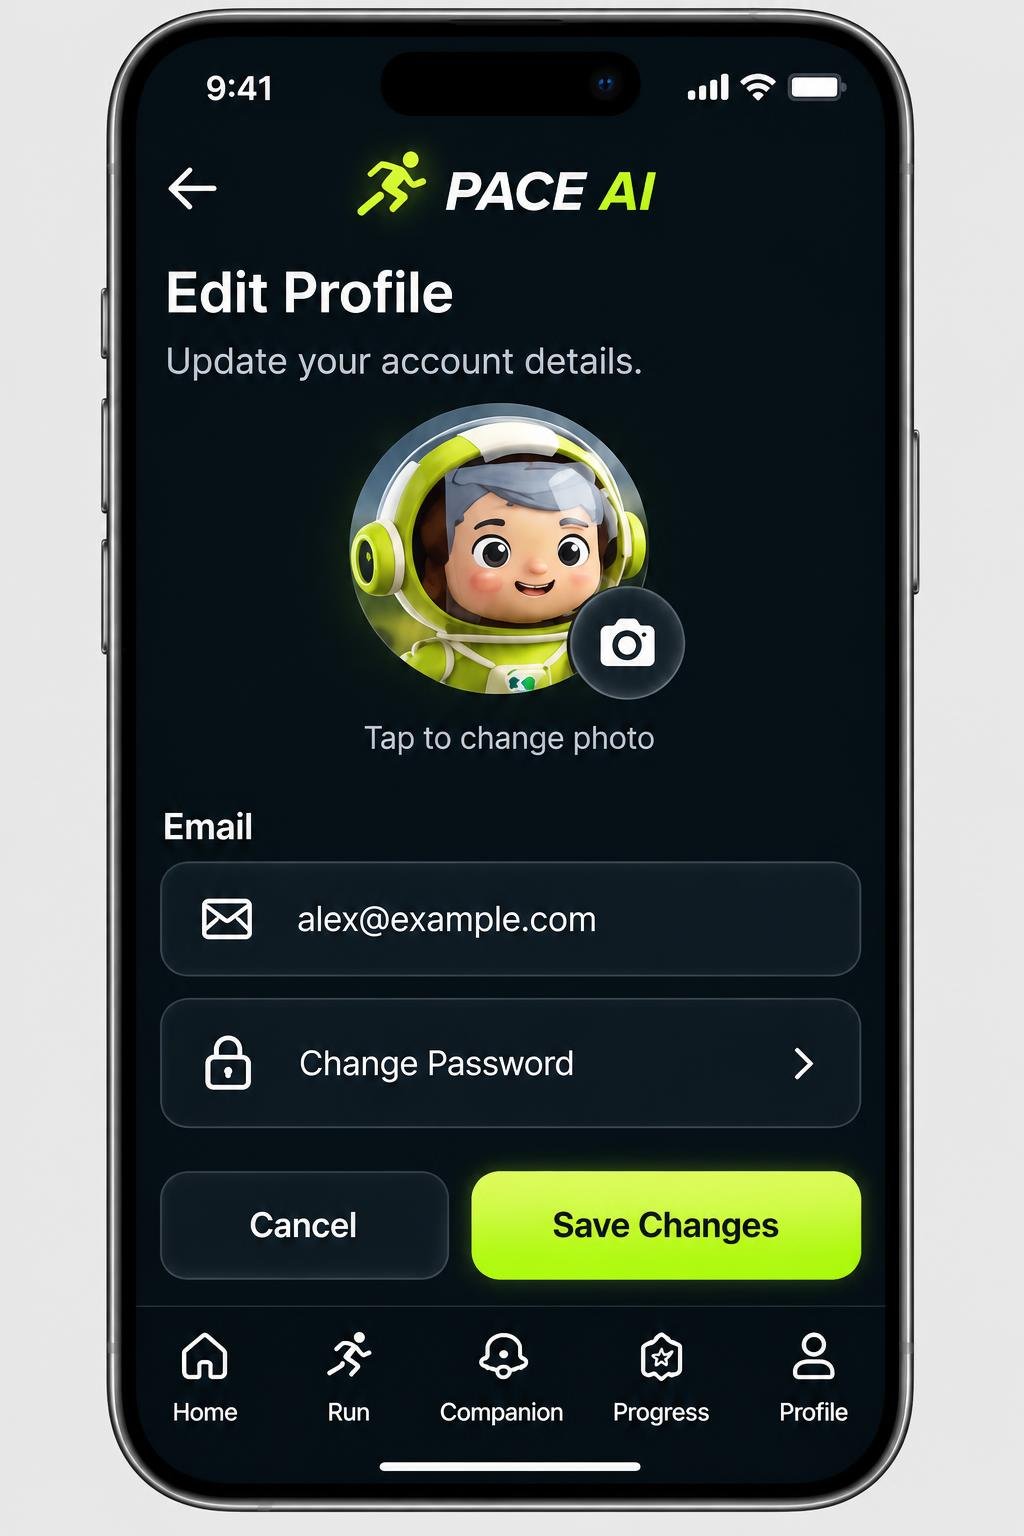 9:41
PACE AI
Edit Profile
Update your account details.
Tap to change photo
Email
alex@example.com
Change Password
Cancel
Save Changes
Home
Run
Companion
Progress
Profile